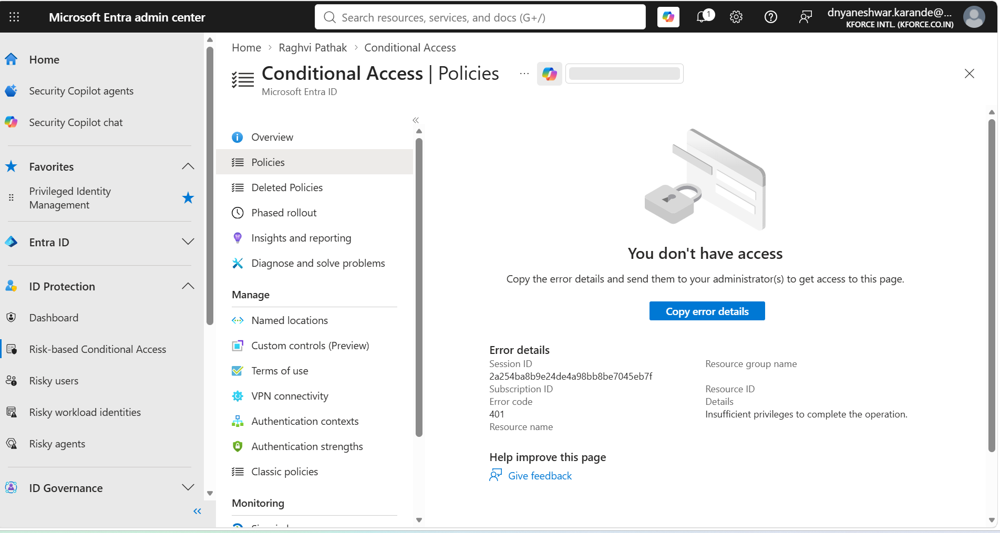 Microsoft Entra admin center
Search resources, services, and docs (G+/)
1
dnyaneshwar.karande@...
KFORCE INTL. (KFORCE.CO.IN)
Home
Security Copilot agents
Security Copilot chat
Favorites
Privileged Identity
Management
Entra ID
ID Protection
Dashboard
Risk-based Conditional Access
Risky users
Risky workload identities
Risky agents
ID Governance
Home > Raghvi Pathak > Conditional Access
Conditional Access | Policies
...
Microsoft Entra ID
Overview
Policies
Deleted Policies
Phased rollout
Insights and reporting
Diagnose and solve problems
Manage
Named locations
Custom controls (Preview)
Terms of use
VPN connectivity
Authentication contexts
Authentication strengths
Classic policies
Monitoring
You don't have access
Copy the error details and send them to your administrator(s) to get access to this page.
Copy error details
Error details
Session ID
2a254ba8b9e24de4a98bb8be7045eb7f
Subscription ID
Error code
401
Resource name
Resource group name
Resource ID
Details
Insufficient privileges to complete the operation.
Help improve this page
Give feedback